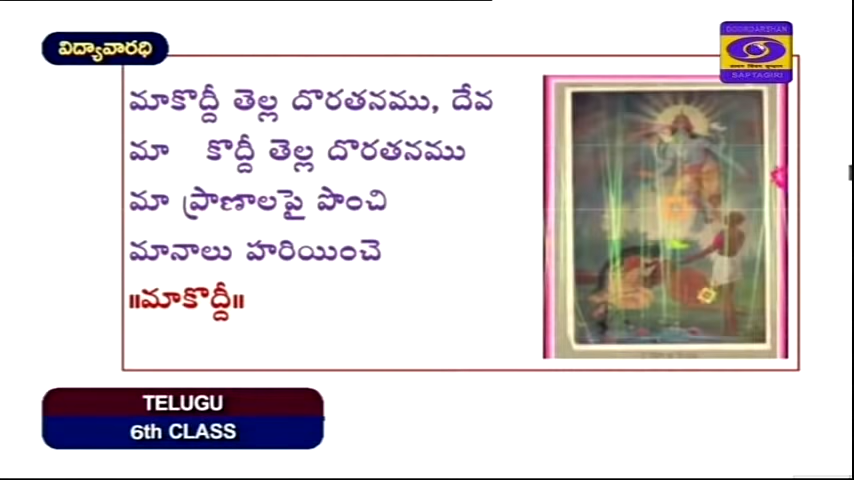 విద్యావారధి
DOORDARSHAN
SAPTAGIRI
మాకొద్దీ తెల్ల దొరతనము, దేవ
మా కొద్దీ తెల్ల దొరతనము
మా ప్రాణాలపై పొంచి
మానాలు హరియించె
॥మాకొద్దీ॥
TELUGU
6th CLASS